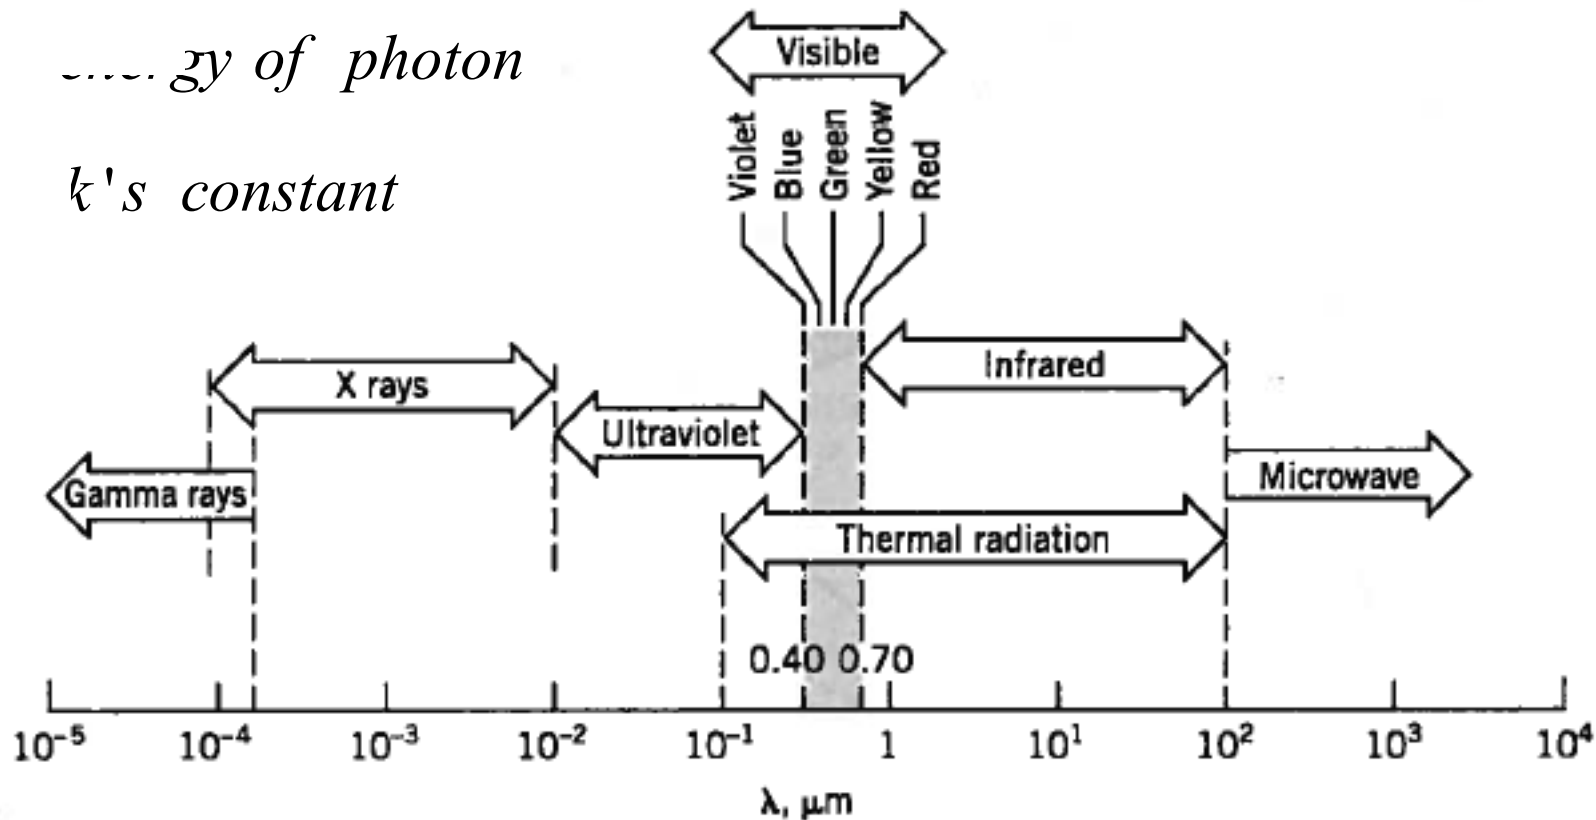 of photon
constant
Visible
Violet
Blue
Green
Yellow
Red
X rays
Infrared
Ultraviolet
Gamma rays
Microwave
Thermal radiation
0.40 0.70
10⁻⁵ 10⁻⁴ 10⁻³ 10⁻² 10⁻¹ 1 10¹ 10² 10³ 10⁴
λ, μm